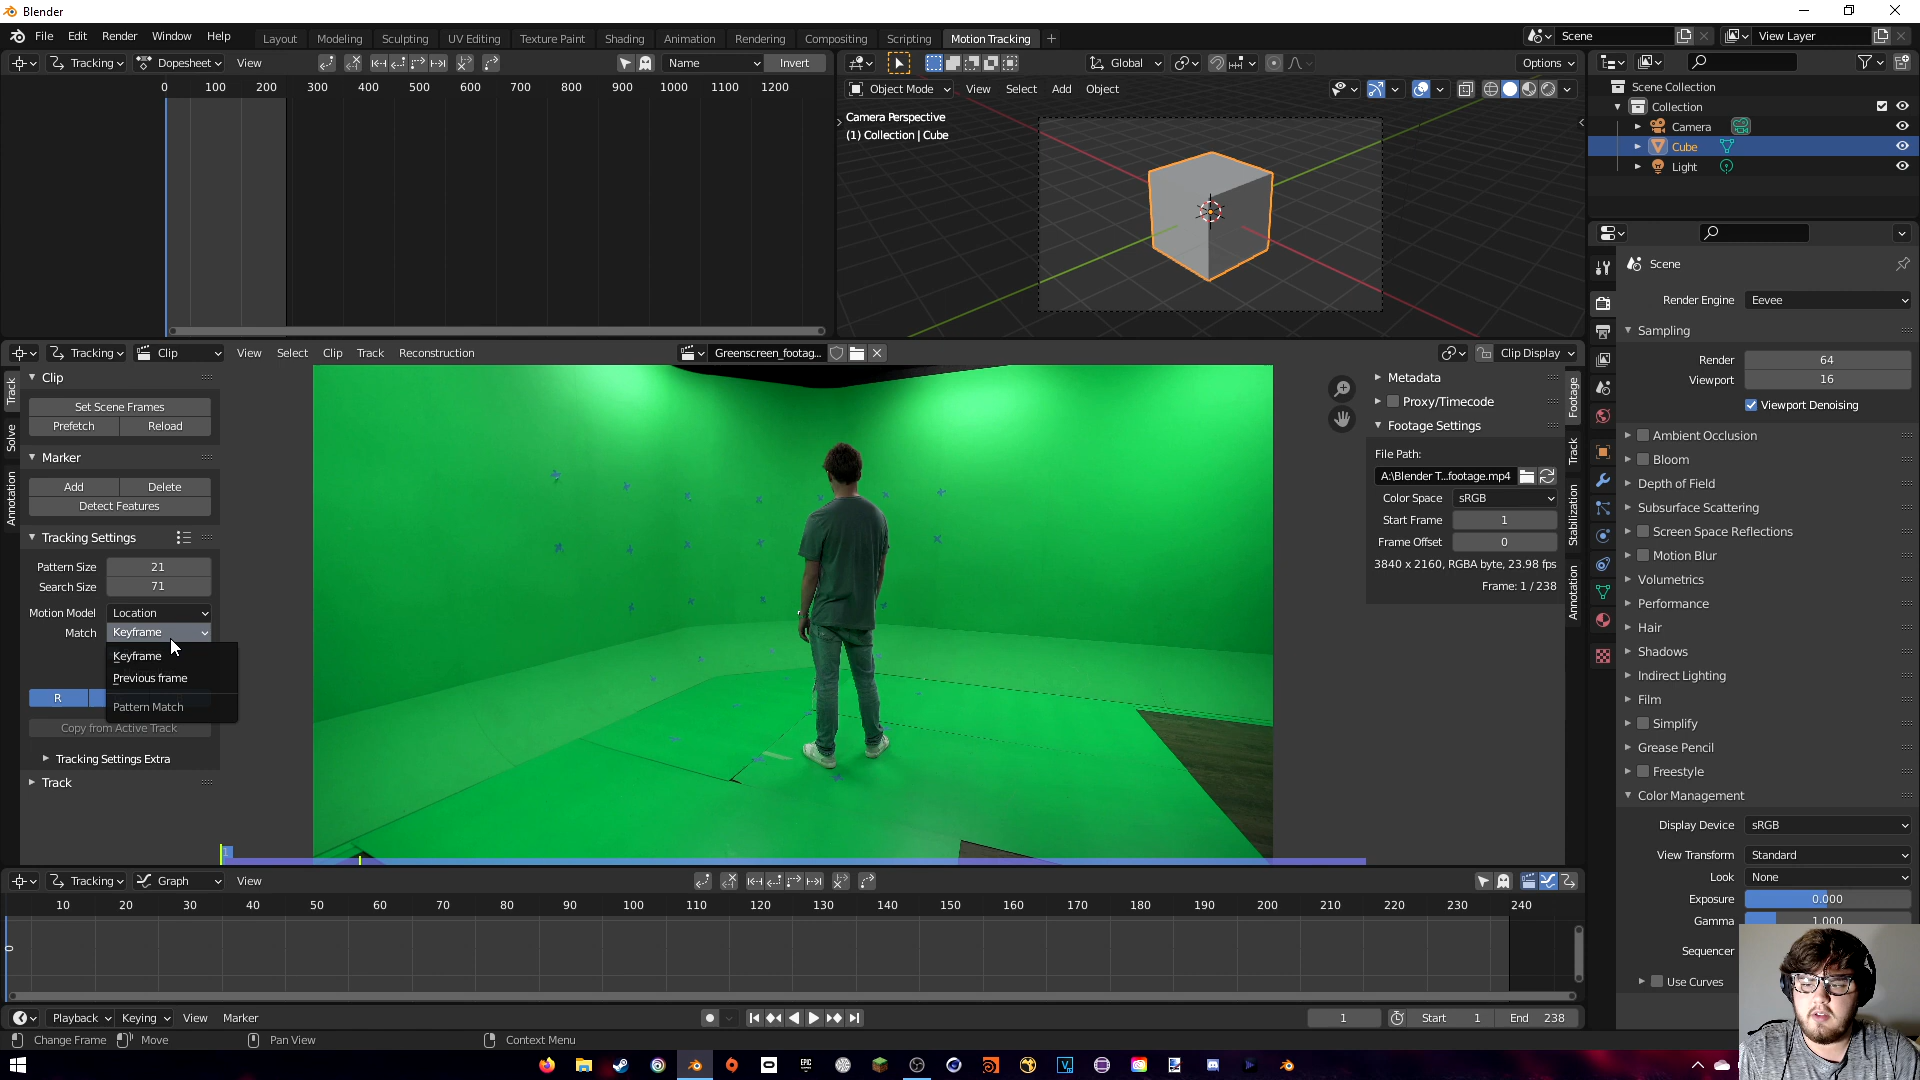 Blender
File Edit Render Window Help
Layout Modeling Sculpting UV Editing Texture Paint Shading Animation Rendering Compositing Scripting Motion Tracking +
Scene
View Layer
Tracking Dopesheet View
Name Invert
0 100 200 300 400 500 600 700 800 900 1000 1100 1200
Global
Options
Object Mode View Select Add Object
Camera Perspective
(1) Collection | Cube
Scene Collection
Collection
Camera
Cube
Light
Scene
Render Engine Eevee
Sampling
Render 64
Viewport 16
Viewport Denoising
Ambient Occlusion
Bloom
Depth of Field
Subsurface Scattering
Screen Space Reflections
Motion Blur
Volumetrics
Performance
Hair
Shadows
Indirect Lighting
Film
Simplify
Grease Pencil
Freestyle
Color Management
Display Device sRGB
View Transform Standard
Look None
Exposure 0.000
Gamma 1.000
Sequencer
Use Curves
Tracking Clip View Select Clip Track Reconstruction
Greenscreen_footag...
Clip Display
Track
Solve
Annotation
Clip
Set Scene Frames
Prefetch Reload
Marker
Add Delete
Detect Features
Tracking Settings
Pattern Size 21
Search Size 71
Motion Model Location
Match Keyframe
Keyframe
Previous frame
R
Pattern Match
Copy from Active Track
Tracking Settings Extra
Track
1
Metadata
Proxy/Timecode
Footage Settings
File Path:
A:\Blender T...footage.mp4
Color Space sRGB
Start Frame 1
Frame Offset 0
3840 x 2160, RGBA byte, 23.98 fps
Frame: 1 / 238
Footage
Track
Stabilization
Annotation
Tracking Graph View
10 20 30 40 50 60 70 80 90 100 110 120 130 140 150 160 170 180 190 200 210 220 230 240
0
Playback Keying View Marker
1 Start 1 End 238
Change Frame Move Pan View Context Menu
EPIC